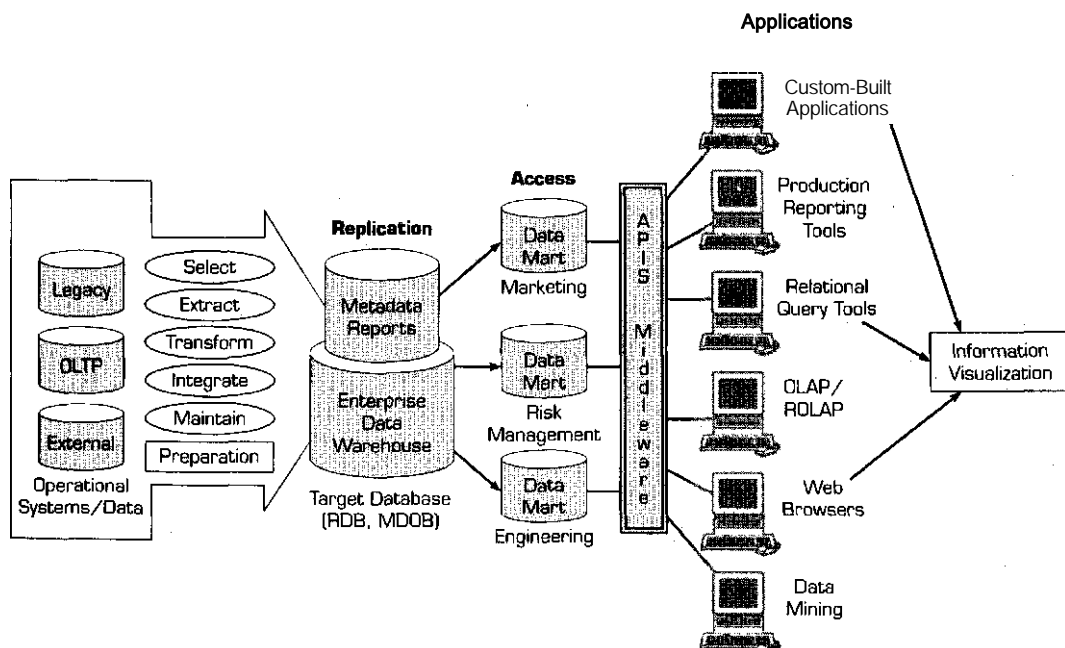 Applications
Custom-Built
Applications
Production
Reporting
Tools
Relational
Query Tools
OLAP/
ROLAP
Web
Browsers
Data
Mining
Information
Visualization
Access
Data
Mart
Marketing
Data
Mart
Risk
Management
Data
Mart
Engineering
APIS Middleware
Replication
Metadata
Reports
Enterprise
Data
Warehouse
Target Database
(RDB, MDOB)
Select
Extract
Transform
Integrate
Maintain
Preparation
Legacy
OLTP
External
Operational
Systems/Data